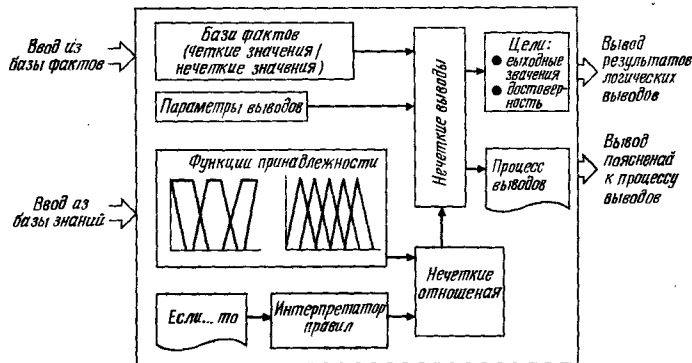 Ввод из
базы фактов
База фактов
(четкие значения/
нечеткие значения)
Параметры выводов
Функции принадлежности
Ввод из
базы знаний
Если... то
Интерпретатор
правил
Нечеткие
отношения
Нечеткие выводы
Цели:
● выходные
значения
● достовер-
ность
Процесс
выводов
Вывод
результатов
логических
выводов
Вывод
пояснений
к процессу
выводов